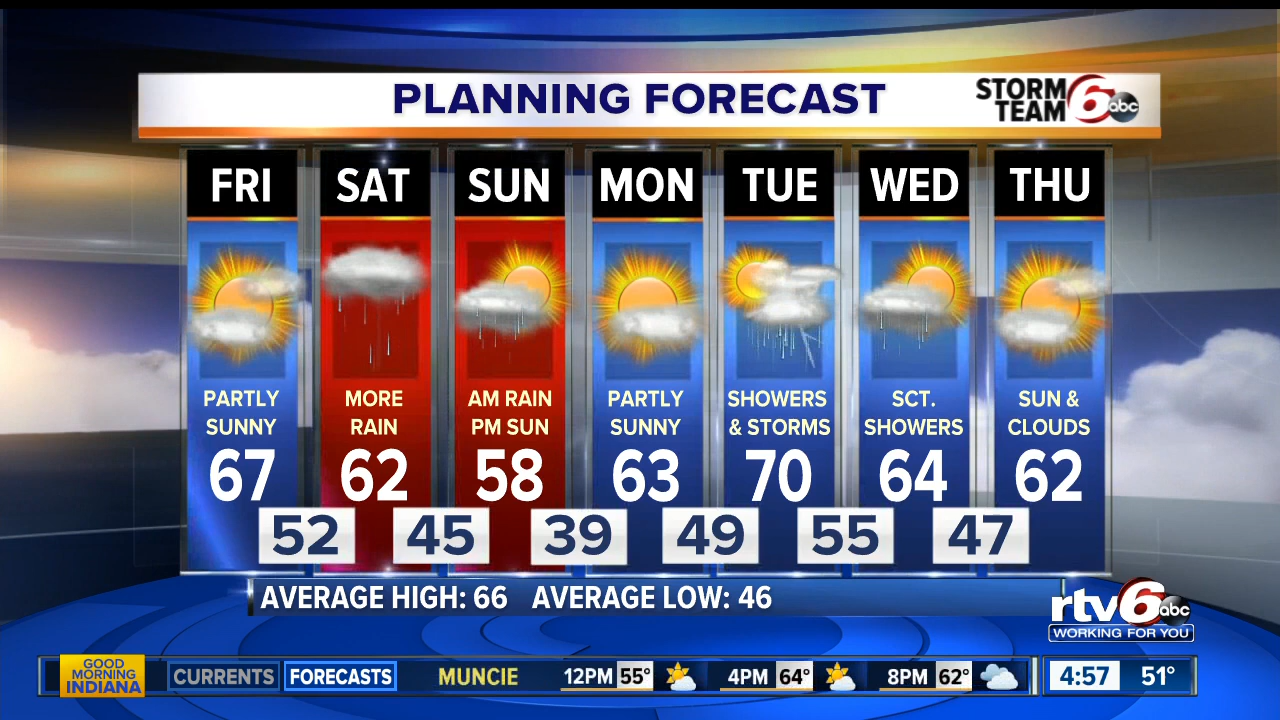 PLANNING FORECAST
STORM TEAM 6 abc
FRI SAT SUN MON TUE WED THU
PARTLY SUNNY
MORE RAIN
AM RAIN PM SUN
PARTLY SUNNY
SHOWERS & STORMS
SCT. SHOWERS
SUN & CLOUDS
67 62 58 63 70 64 62
52 45 39 49 55 47
AVERAGE HIGH: 66 AVERAGE LOW: 46
rtv6 abc
WORKING FOR YOU
GOOD MORNING INDIANA
CURRENTS FORECASTS MUNCIE 12PM 55° 4PM 64° 8PM 62° 4:57 51°